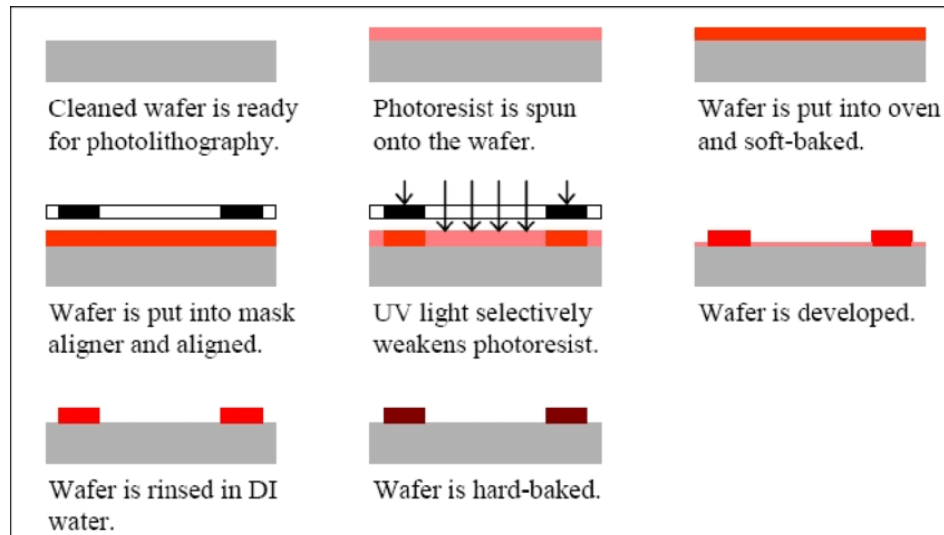 Cleaned wafer is ready
for photolithography.
Photoresist is spun
onto the wafer.
Wafer is put into oven
and soft-baked.
Wafer is put into mask
aligner and aligned.
UV light selectively
weakens photoresist.
Wafer is developed.
Wafer is rinsed in DI
water.
Wafer is hard-baked.